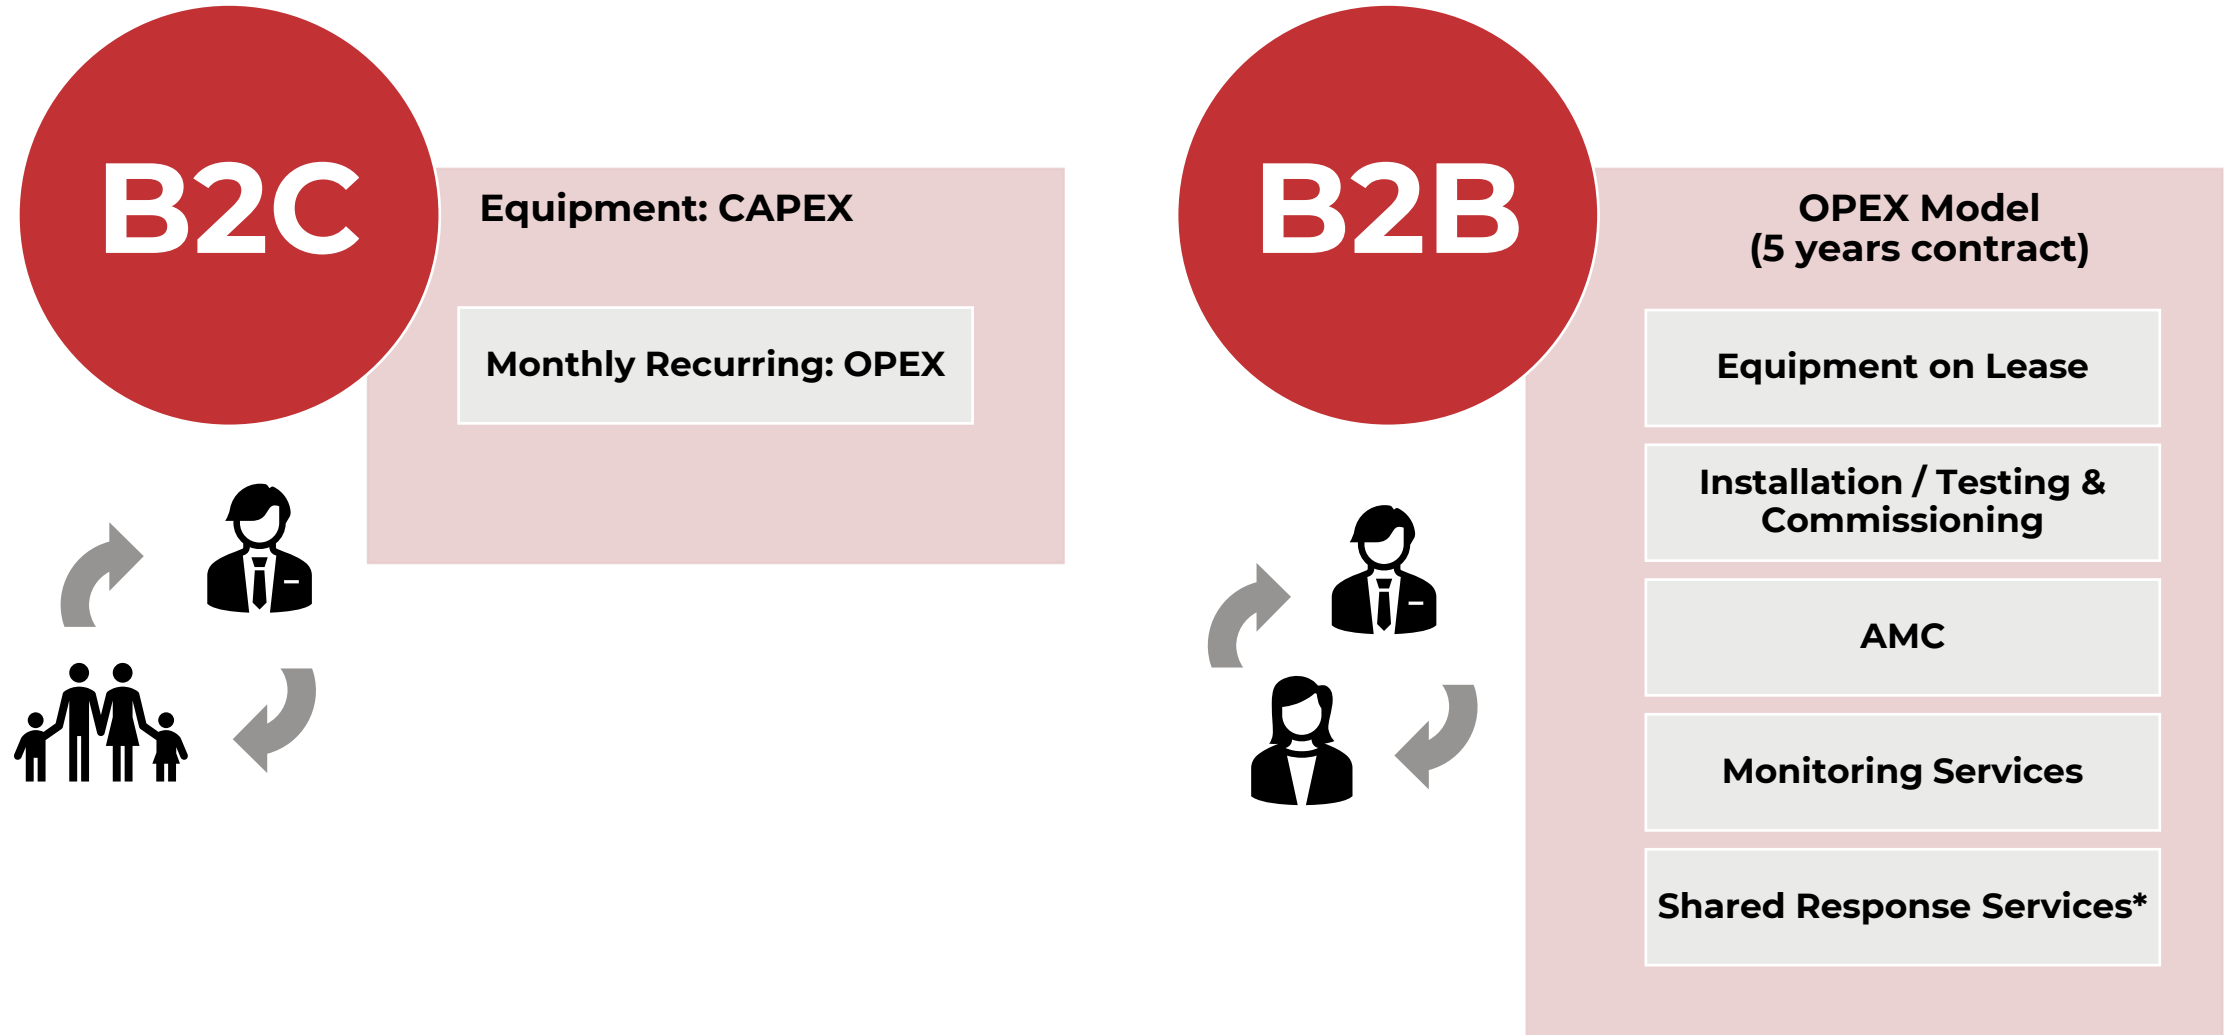 B2C
Equipment: CAPEX
Monthly Recurring: OPEX
B2B
OPEX Model
(5 years contract)
Equipment on Lease
Installation / Testing &
Commissioning
AMC
Monitoring Services
Shared Response Services*